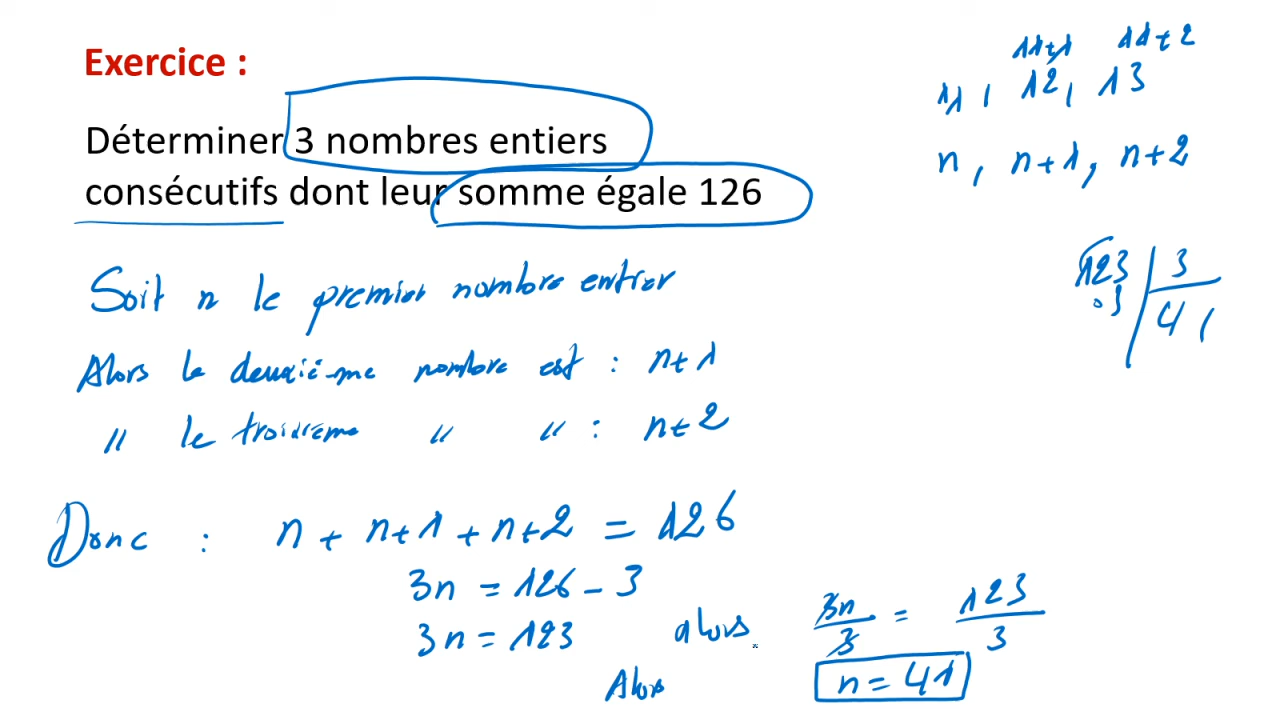 Exercice :
Déterminer 3 nombres entiers
consécutifs dont leur somme égale 126
11+1 11+2
11, 12, 13
n, n+1, n+2
123 | 3
03 | 41
Soit n le premier nombre entier
Alors le deuxième nombre est : n+1
" le troisième " " : n+2
Donc : n + n+1 + n+2 = 126
3n = 126 - 3
3n = 123 alors 3n/3 = 123/3
Alors n = 41